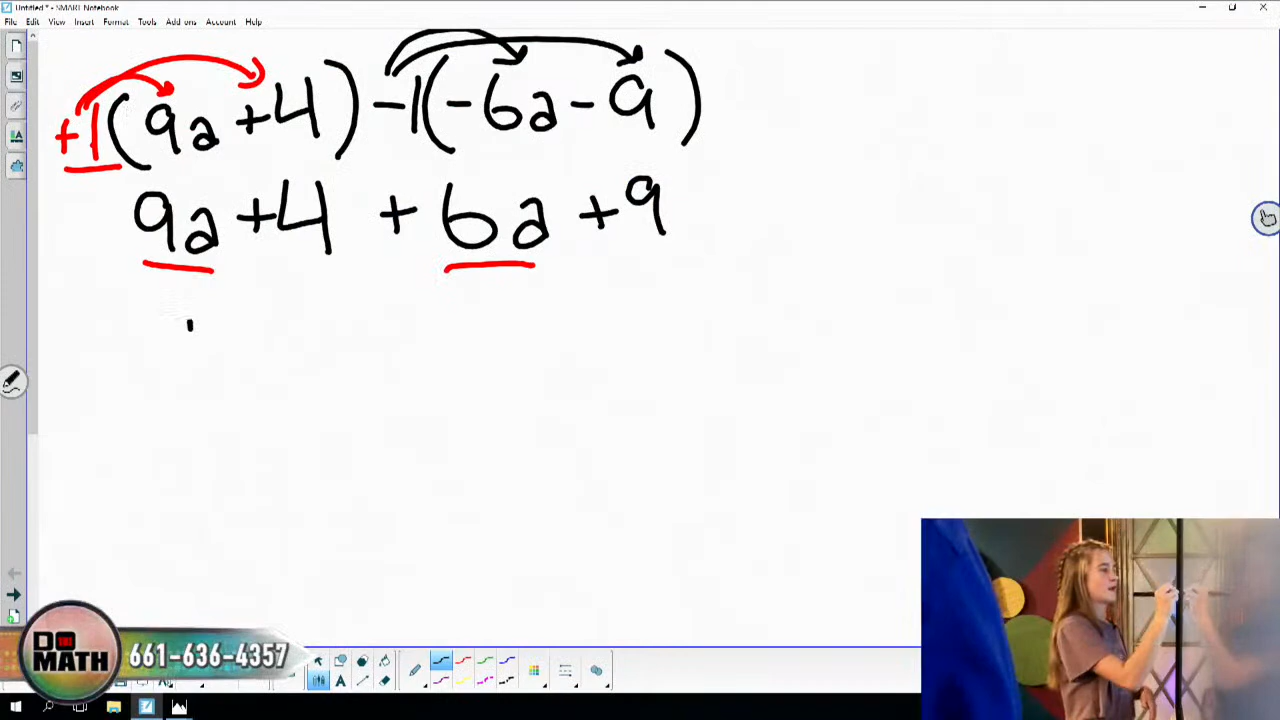 Untitled * - SMART Notebook
File Edit View Insert Format Tools Add-ons Account Help
+1(9a+4) -1(-6a-9)
9a+4 + 6a +9
DO THE MATH
661-636-4357